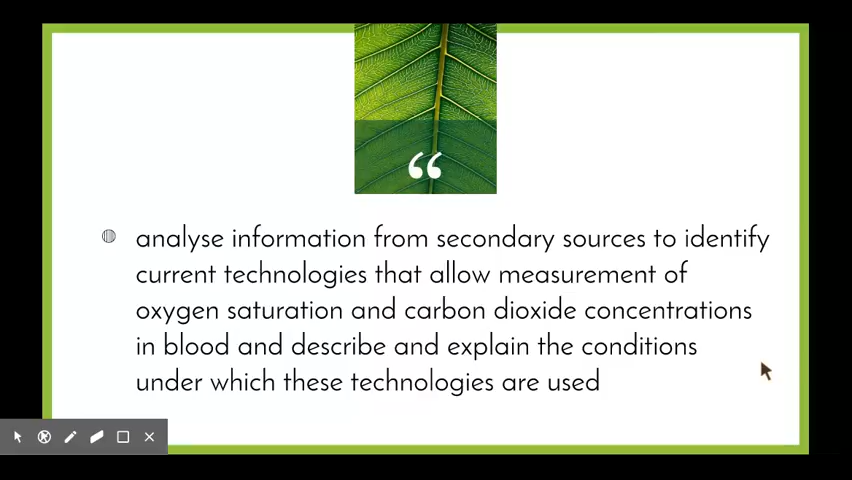 “
analyse information from secondary sources to identify
current technologies that allow measurement of
oxygen saturation and carbon dioxide concentrations
in blood and describe and explain the conditions
under which these technologies are used